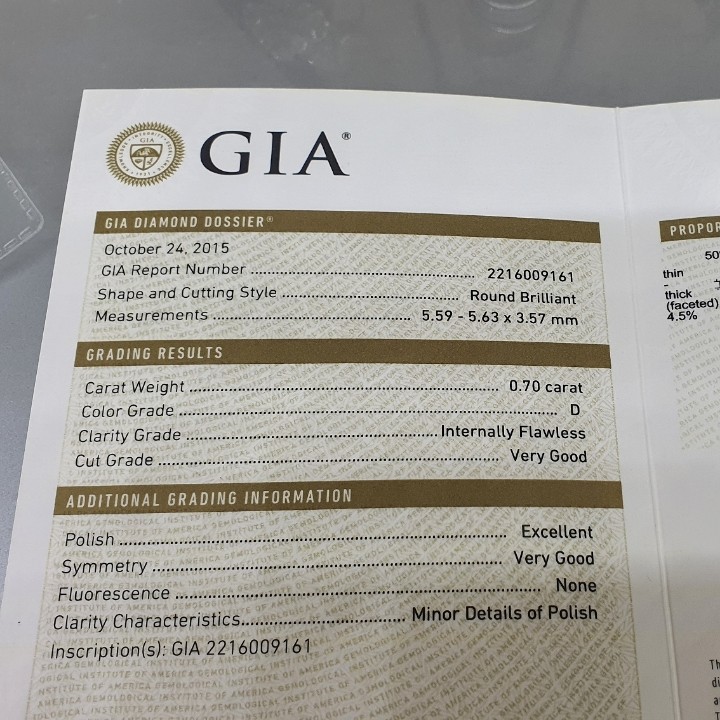 GIA®
GIA DIAMOND DOSSIER®
October 24, 2015
GIA Report Number ........ 2216009161
Shape and Cutting Style ........ Round Brilliant
Measurements ........ 5.59 - 5.63 x 3.57 mm
GRADING RESULTS
Carat Weight ........ 0.70 carat
Color Grade ........ D
Clarity Grade ........ Internally Flawless
Cut Grade ........ Very Good
ADDITIONAL GRADING INFORMATION
Polish ........ Excellent
Symmetry ........ Very Good
Fluorescence ........ None
Clarity Characteristics ........ Minor Details of Polish
Inscription(s): GIA 2216009161
PROPOR
50
thin
-
thick
(faceted)
4.5%